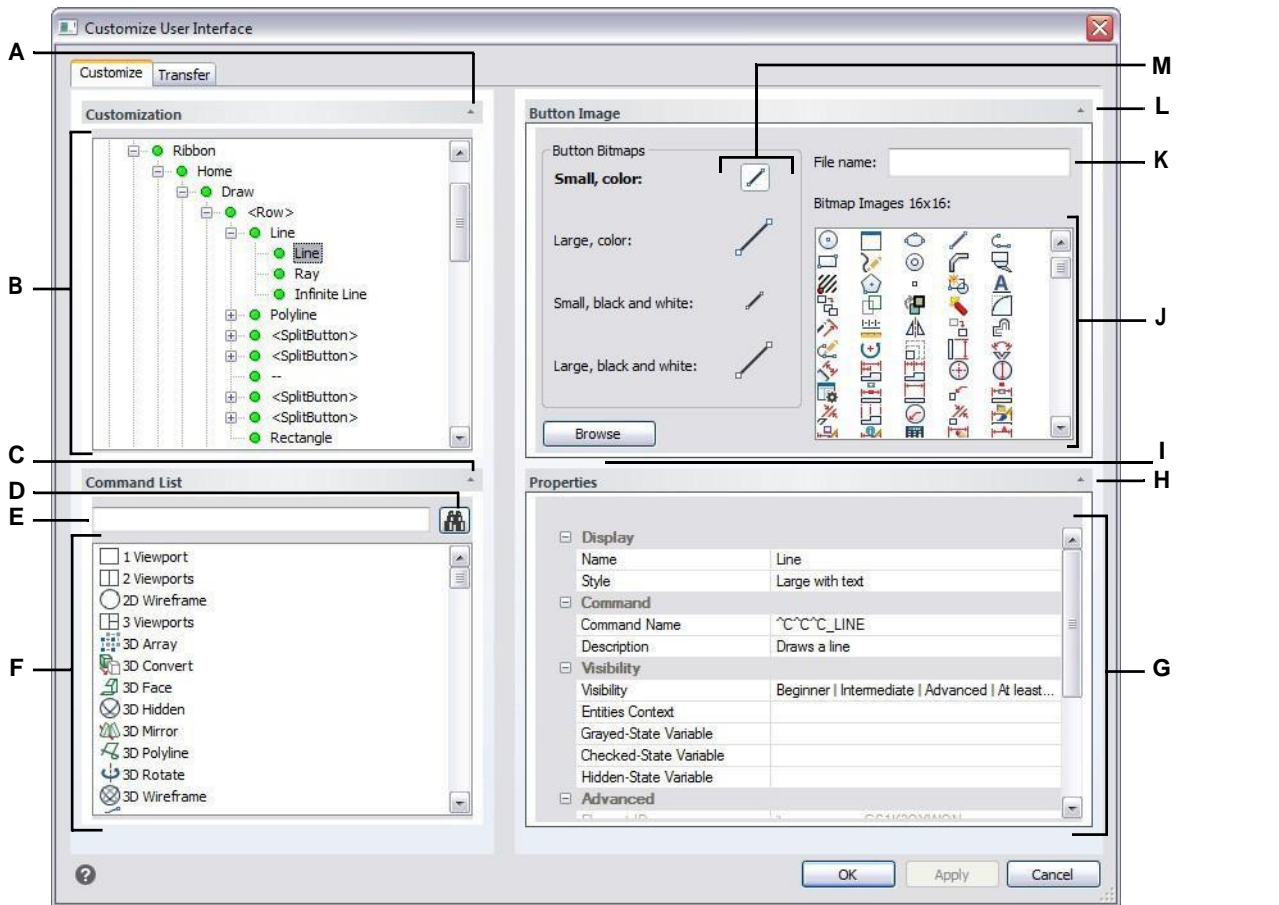 Customize User Interface
A
Customize
Transfer
M
Customization
Button Image
L
Ribbon
Home
Draw
<Row>
Line
Line
Ray
Infinite Line
Polyline
<SplitButton>
<SplitButton>
--
<SplitButton>
<SplitButton>
Rectangle
B
Button Bitmaps
Small, color:
Large, color:
Small, black and white:
Large, black and white:
Browse
File name:
K
Bitmap Images 16x16:
J
I
C
Command List
D
E
1 Viewport
2 Viewports
2D Wireframe
3 Viewports
3D Array
3D Convert
3D Face
3D Hidden
3D Mirror
3D Polyline
3D Rotate
3D Wireframe
F
Properties
H
Display
Name Line
Style Large with text
Command
Command Name ^C^C^C_LINE
Description Draws a line
Visibility
Visibility Beginner | Intermediate | Advanced | At least...
Entities Context
Grayed-State Variable
Checked-State Variable
Hidden-State Variable
Advanced
G
?
OK
Apply
Cancel